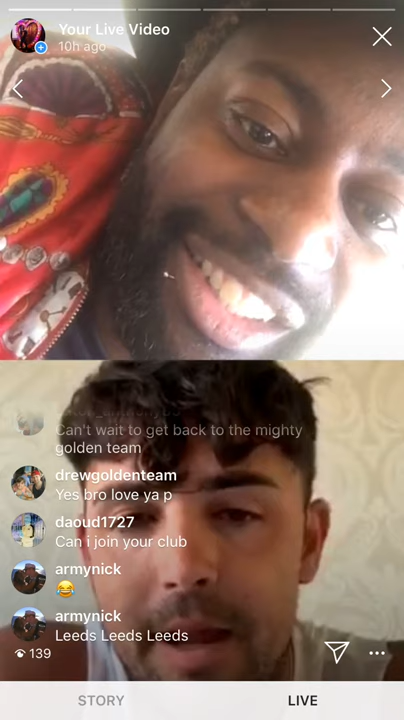 Your Live Video
10h ago
Can't wait to get back to the mighty
golden team
drewgoldenteam
Yes bro love ya p
daoud1727
Can i join your club
armynick
😂
armynick
Leeds Leeds Leeds
139
STORY
LIVE